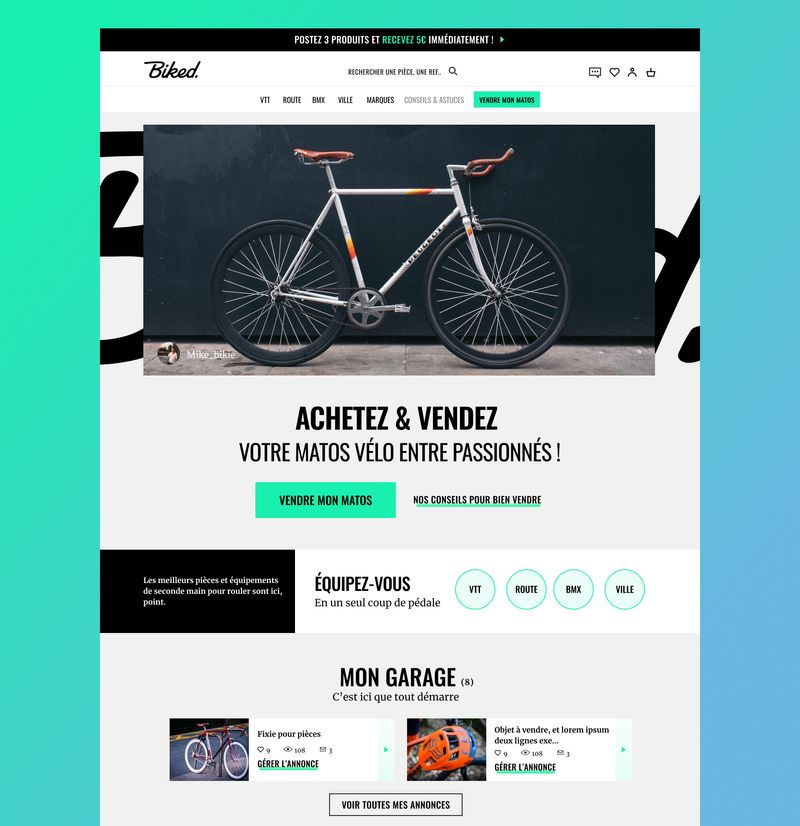 POSTEZ 3 PRODUITS ET RECEVEZ 5€ IMMÉDIATEMENT !
Biked.
RECHERCHER UNE PIÈCE, UNE REF..
VTT ROUTE BMX VILLE MARQUES CONSEILS & ASTUCES VENDRE MON MATOS
PEUGEOT
Mike_bikie
ACHETEZ & VENDEZ
VOTRE MATOS VÉLO ENTRE PASSIONNÉS !
VENDRE MON MATOS NOS CONSEILS POUR BIEN VENDRE
Les meilleurs pièces et équipements
de seconde main pour rouler sont ici,
point.
ÉQUIPEZ-VOUS
En un seul coup de pédale
VTT ROUTE BMX VILLE
MON GARAGE (8)
C'est ici que tout démarre
Fixie pour pièces
9 108 3
GÉRER L'ANNONCE
Objet à vendre, et lorem ipsum
deux lignes exe...
9 108 3
GÉRER L'ANNONCE
VOIR TOUTES MES ANNONCES